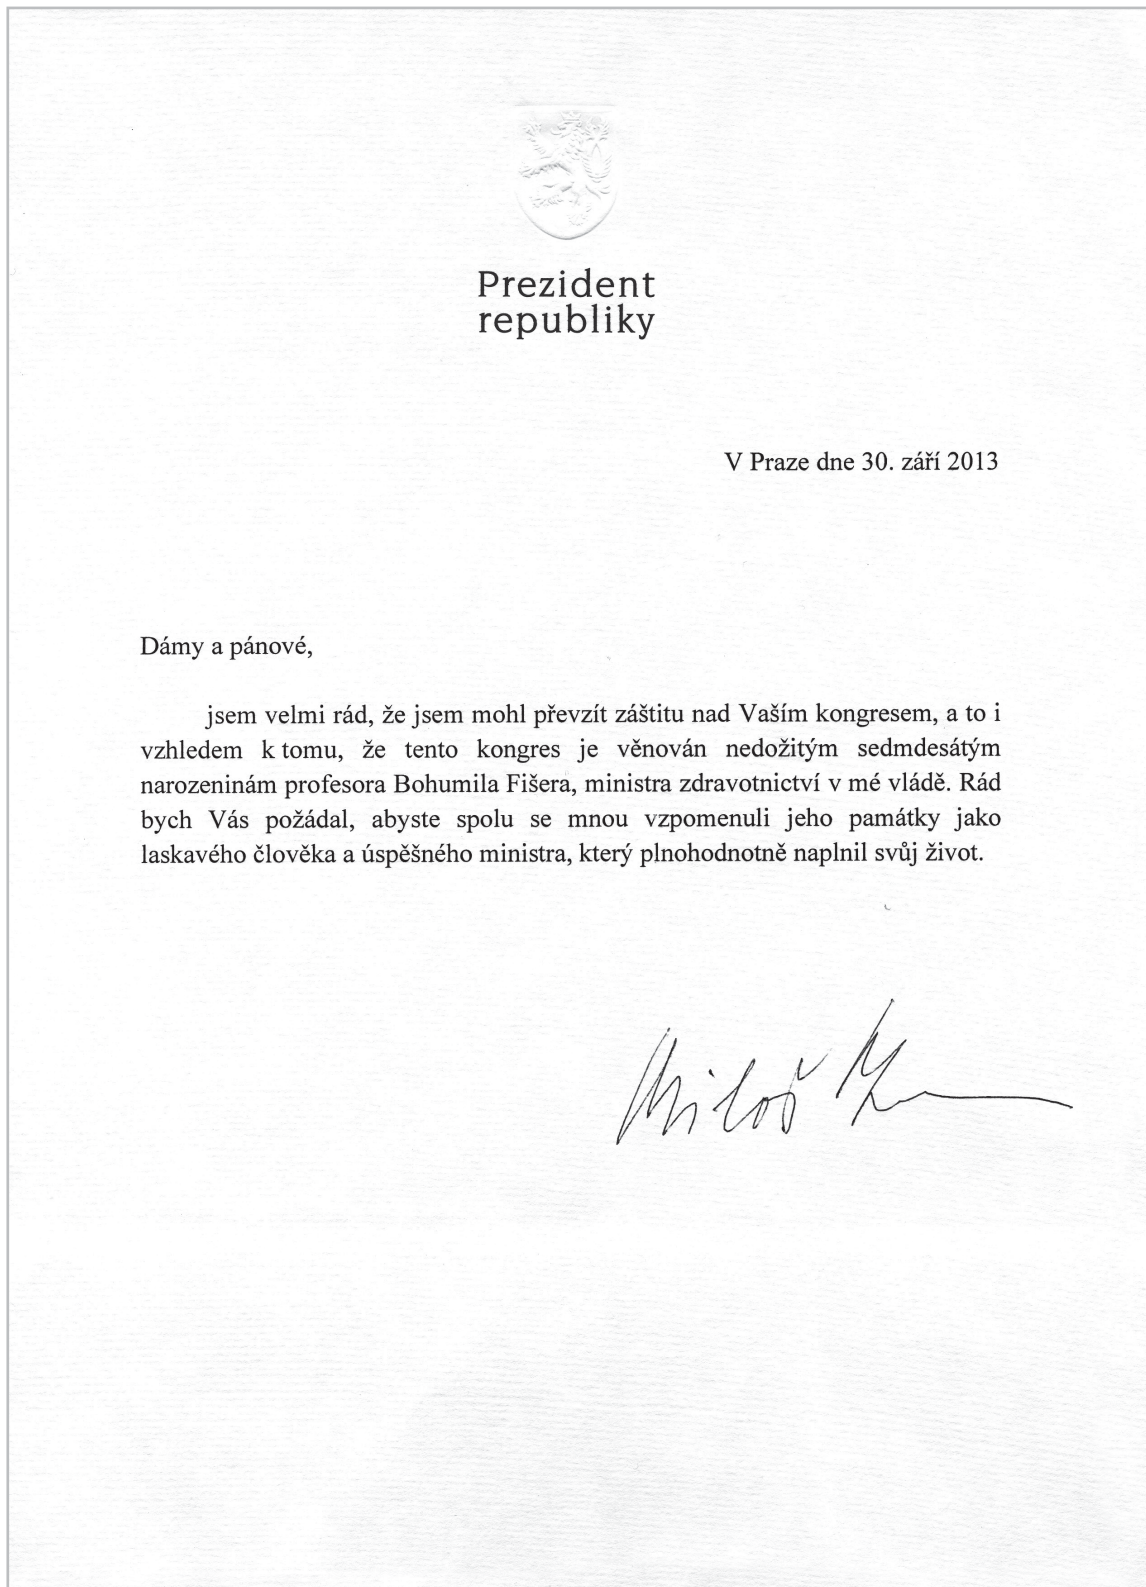 Prezident
republiky
V Praze dne 30. září 2013
Dámy a pánové,
jsem velmi rád, že jsem mohl převzít záštitu nad Vaším kongresem, a to i
vzhledem k tomu, že tento kongres je věnován nedožitým sedmdesátým
narozeninám profesora Bohumila Fišera, ministra zdravotnictví v mé vládě. Rád
bych Vás požádal, abyste spolu se mnou vzpomenuli jeho památky jako
laskavého člověka a úspěšného ministra, který plnohodnotně naplnil svůj život.
Miloš